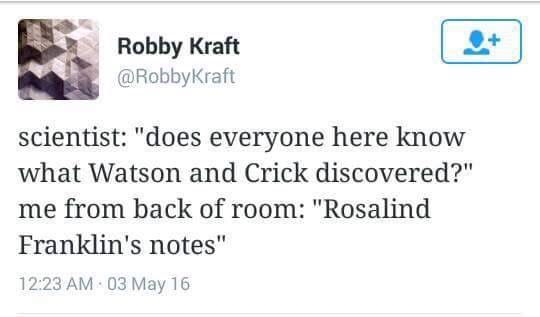 Robby Kraft
@RobbyKraft
scientist: "does everyone here know
what Watson and Crick discovered?"
me from back of room: "Rosalind
Franklin's notes"
12:23 AM · 03 May 16